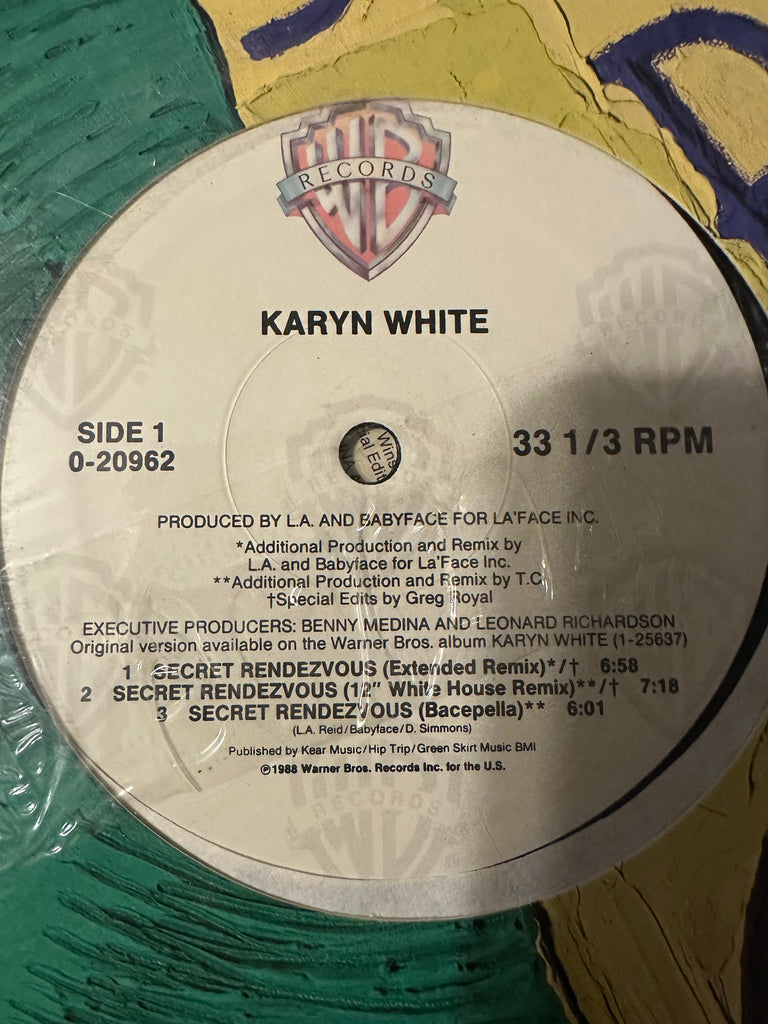 WB
RECORDS
KARYN WHITE
SIDE 1
0-20962
33 1/3 RPM
Wins
ial Edit
PRODUCED BY L.A. AND BABYFACE FOR LA'FACE INC.
*Additional Production and Remix by
L.A. and Babyface for La'Face Inc.
**Additional Production and Remix by T.C.
†Special Edits by Greg Royal
EXECUTIVE PRODUCERS: BENNY MEDINA AND LEONARD RICHARDSON
Original version available on the Warner Bros. album KARYN WHITE (1-25637)
1 SECRET RENDEZVOUS (Extended Remix)*/† 6:58
2 SECRET RENDEZVOUS (12" White House Remix)**/† 7:18
3 SECRET RENDEZVOUS (Bacepella)** 6:01
(L.A. Reid/Babyface/D. Simmons)
Published by Kear Music/Hip Trip/Green Skirt Music BMI
℗1988 Warner Bros. Records Inc. for the U.S.